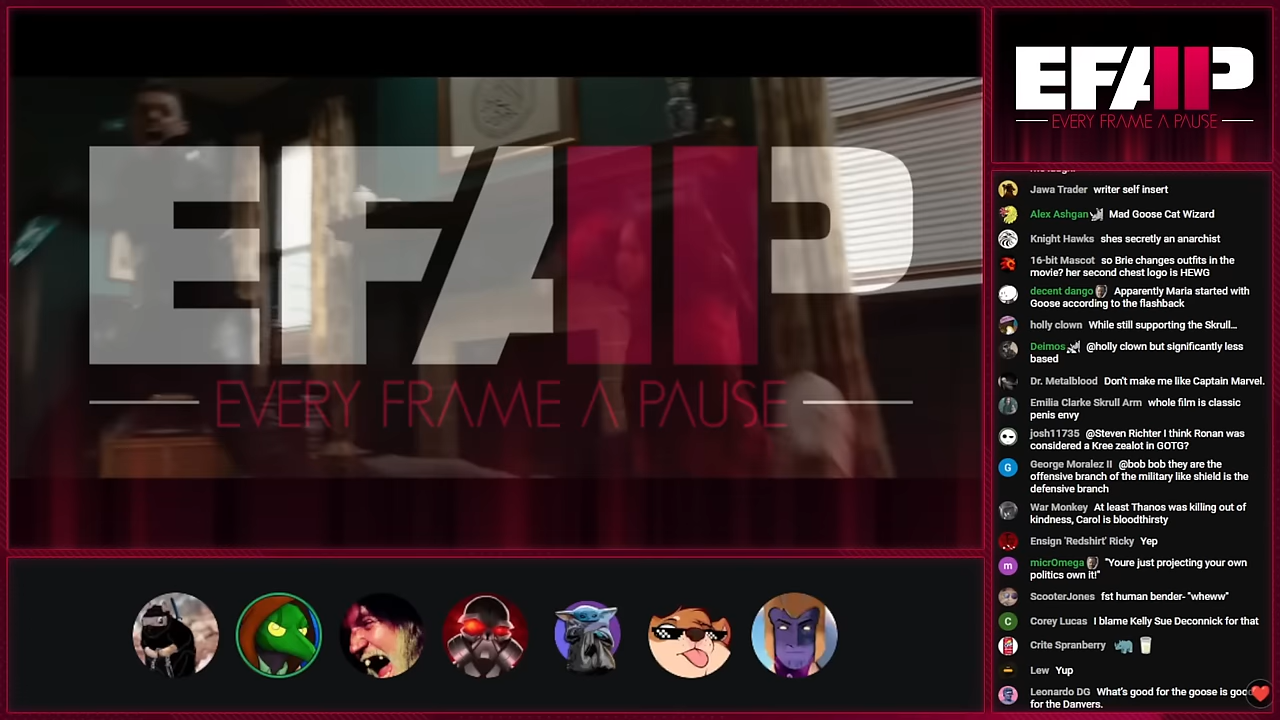 EFAP
EVERY FRAME A PAUSE
EFAP
EVERY FRAME A PAUSE
Jawa Trader writer self insert
Alex Ashgan Mad Goose Cat Wizard
Knight Hawks shes secretly an anarchist
16-bit Mascot so Brie changes outfits in the
movie? her second chest logo is HEWG
decent dango Apparently Maria started with
Goose according to the flashback
holly clown While still supporting the Skrull...
Deimos @holly clown but significantly less
based
Dr. Metalblood Don't make me like Captain Marvel.
Emilia Clarke Skrull Arm whole film is classic
penis envy
josh11735 @Steven Richter I think Ronan was
considered a Kree zealot in GOTG?
G
George Moralez II @bob bob they are the
offensive branch of the military like shield is the
defensive branch
War Monkey At least Thanos was killing out of
kindness, Carol is bloodthirsty
Ensign 'Redshirt' Ricky Yep
m
micrOmega "Youre just projecting your own
politics own it!"
ScooterJones fst human bender- "wheww"
C
Corey Lucas I blame Kelly Sue Deconnick for that
Crite Spranberry
Lew Yup
Leonardo DG What's good for the goose is
for the Danvers.